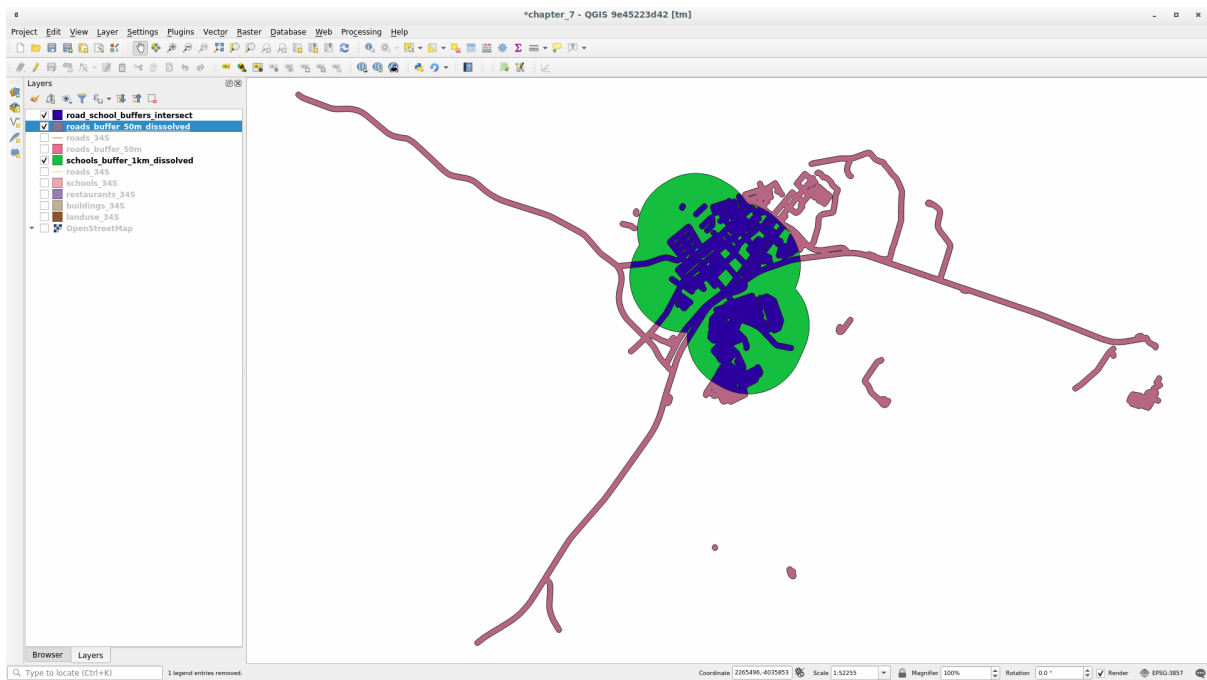 *chapter_7 - QGIS 9e45223d42 [tm]
Project Edit View Layer Settings Plugins Vector Raster Database Web Processing Help
Layers
road_school_buffers_intersect
roads_buffer_50m_disssolved
roads_34S
roads_buffer_50m
schools_buffer_1km_dissolved
roads_34S
schools_34S
restaurants_34S
buildings_34S
landuse_34S
OpenStreetMap
Browser Layers
Type to locate (Ctrl+K) 1 legend entries removed. Coordinate 2265496,-4035853 Scale 1:52255 Magnifier 100% Rotation 0.0 ° Render EPSG:3857